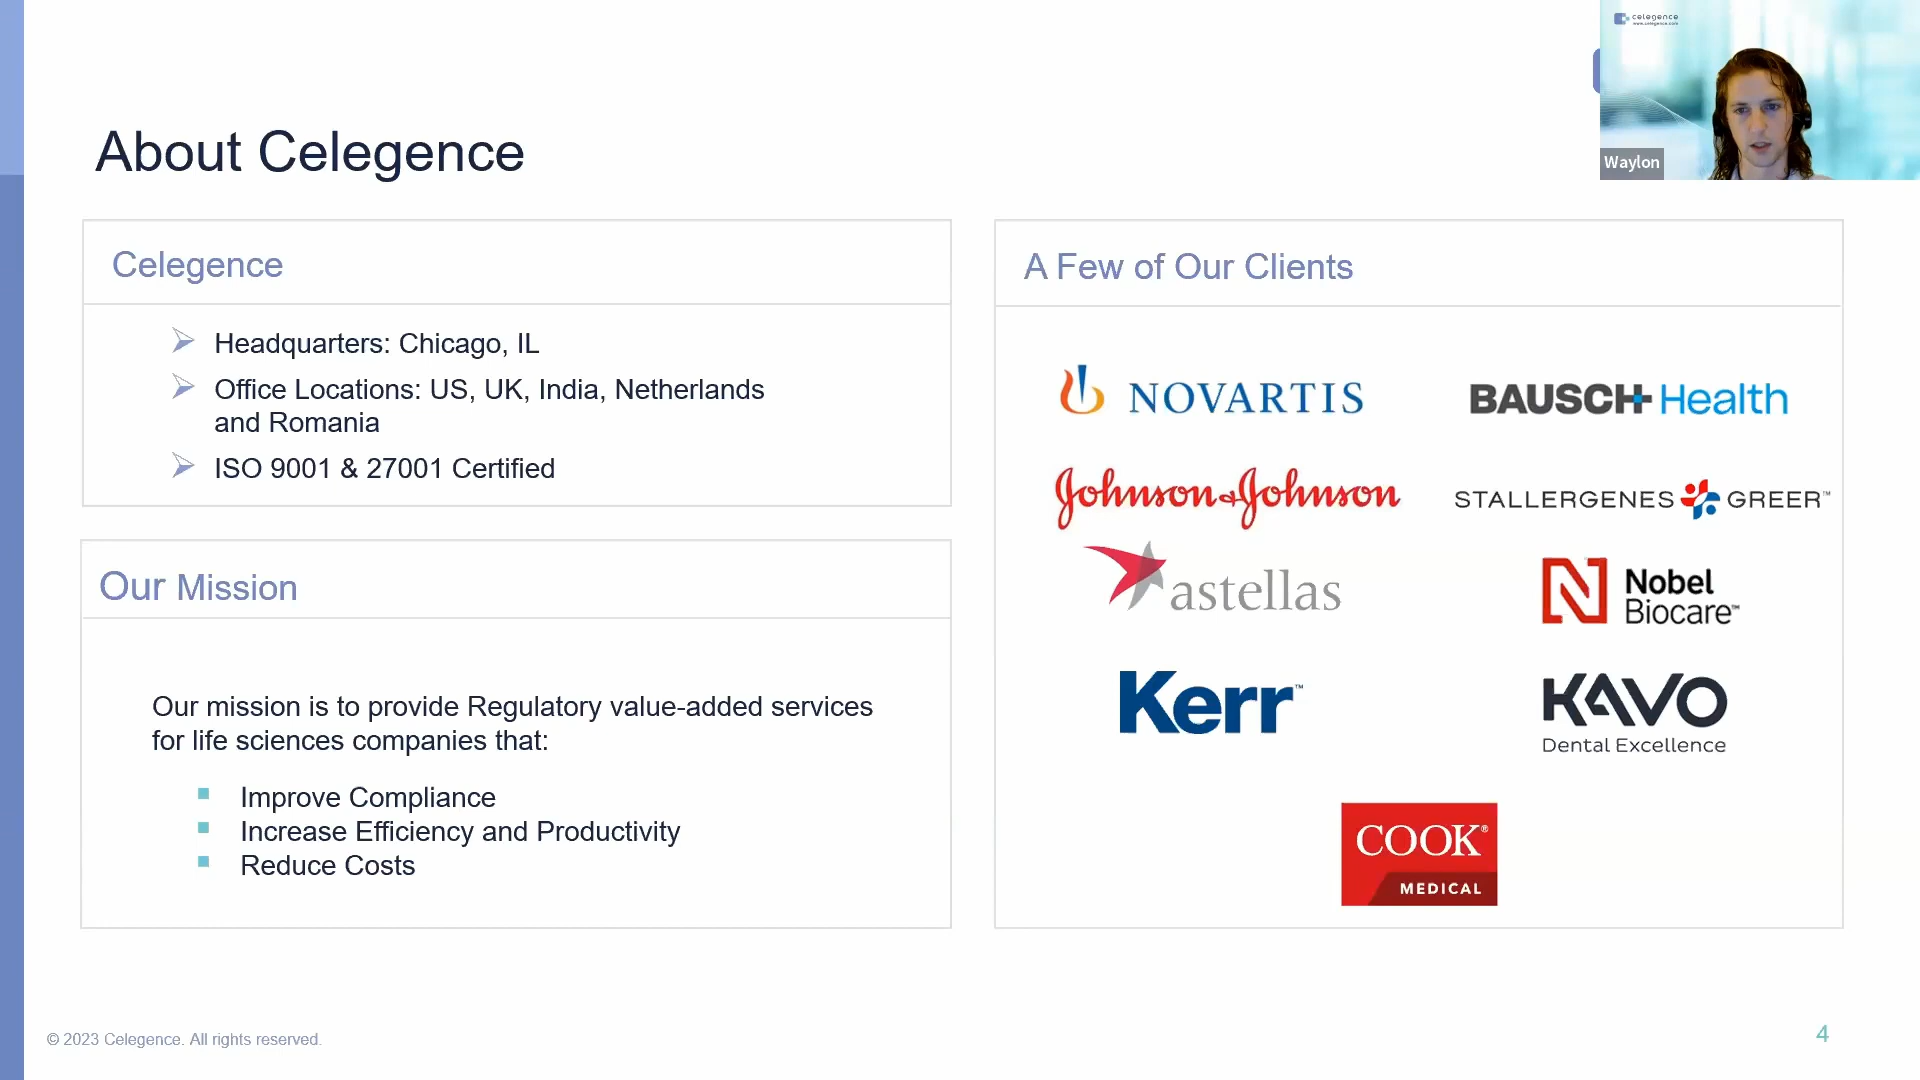 celegence
www.celegence.com
Waylon
About Celegence
Celegence
Headquarters: Chicago, IL
Office Locations: US, UK, India, Netherlands
and Romania
ISO 9001 & 27001 Certified
Our Mission
Our mission is to provide Regulatory value-added services
for life sciences companies that:
Improve Compliance
Increase Efficiency and Productivity
Reduce Costs
A Few of Our Clients
NOVARTIS
BAUSCH+Health
Johnson & Johnson
STALLERGENES GREER™
astellas
Nobel
Biocare™
Kerr™
KAVO
Dental Excellence
COOK®
MEDICAL
© 2023 Celegence. All rights reserved.
4